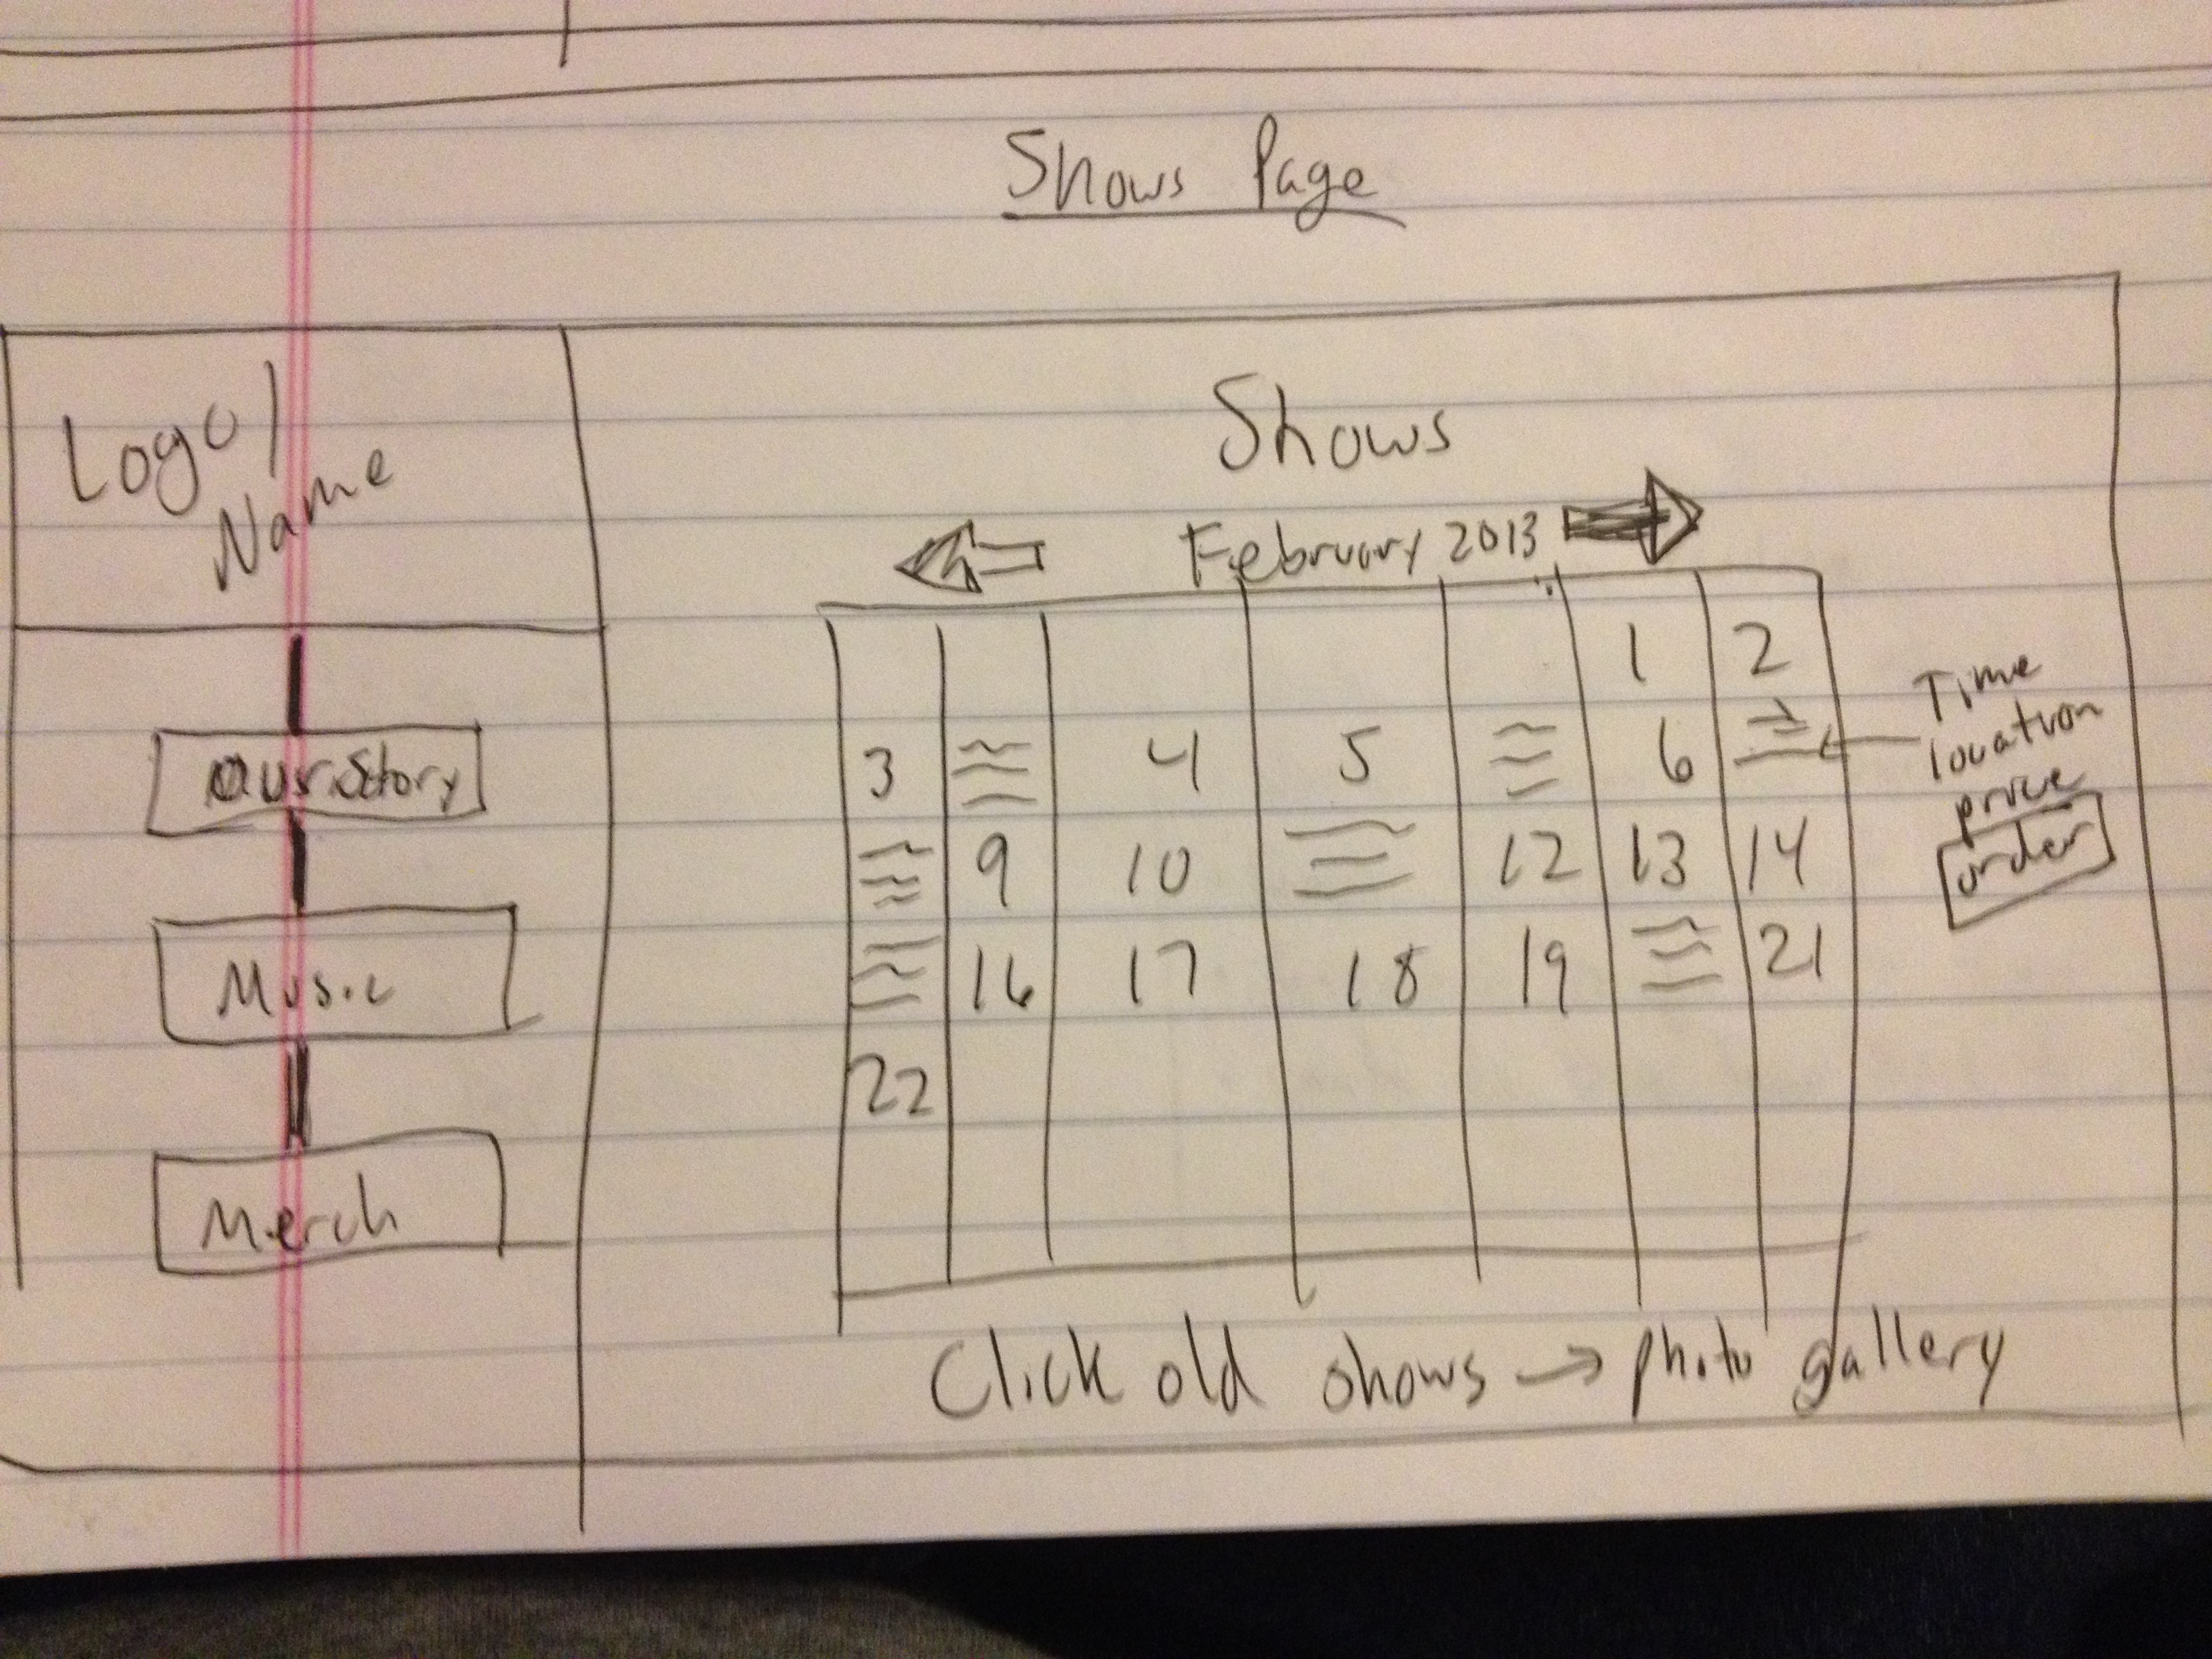 Shows Page
Logo/
Name
Our Story
Music
Merch
Shows
February 2013
1 2
3 4 5 6
9 10 12 13 14
16 17 18 19 21
22
Time
location
price
order
Click old shows → photo gallery